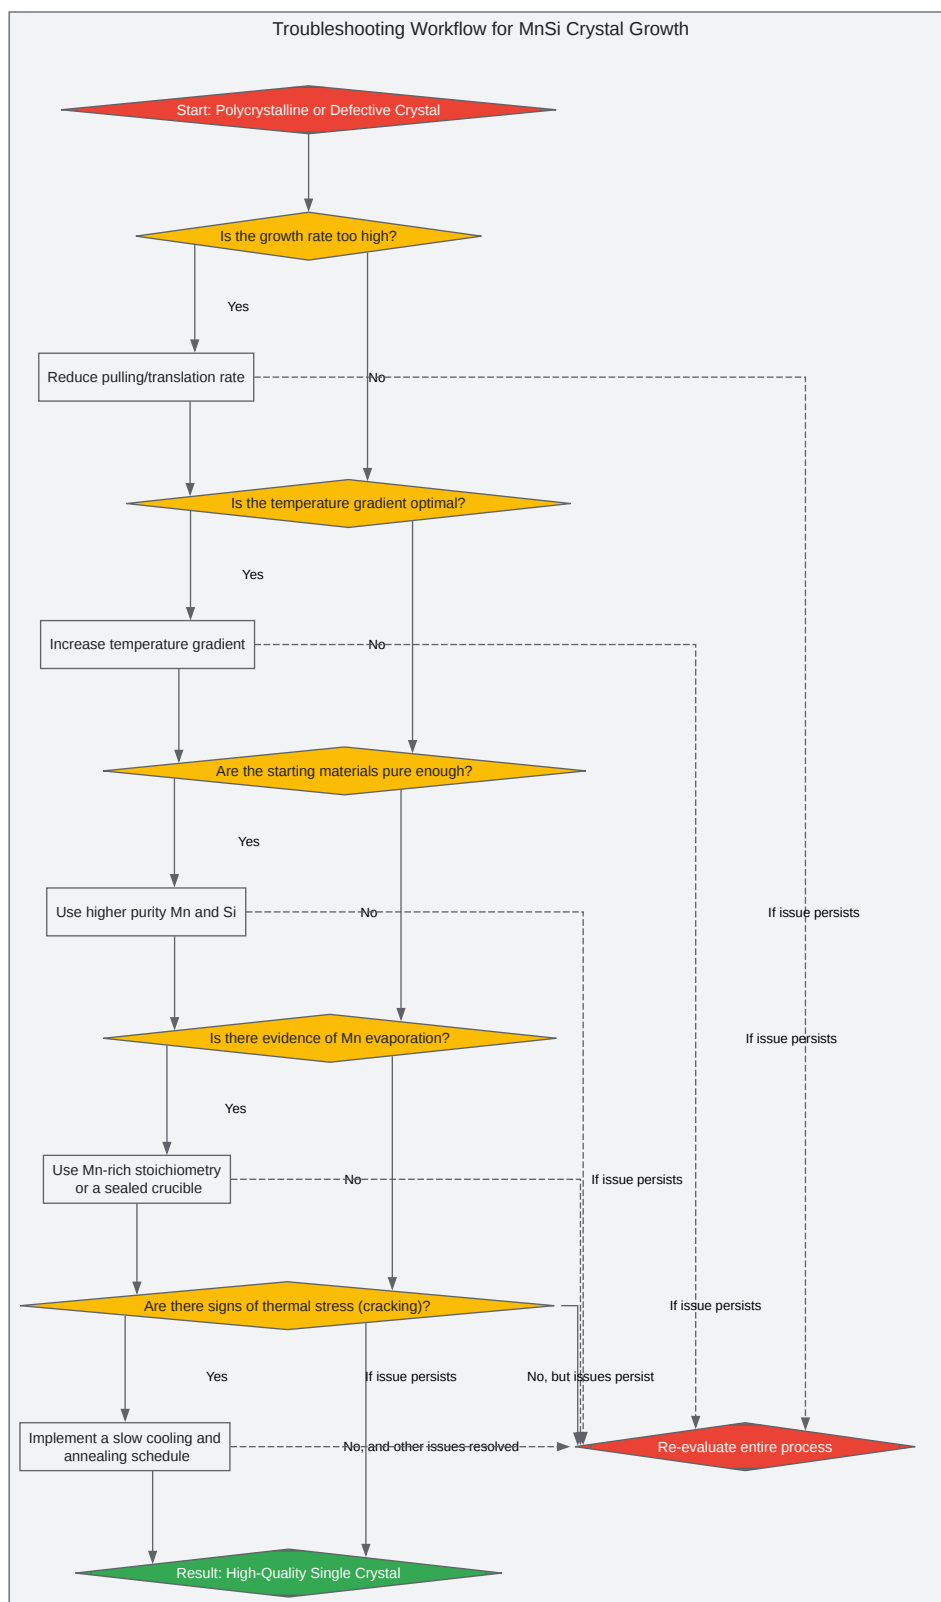 Troubleshooting Workflow for MnSi Crystal Growth
Start: Polycrystalline or Defective Crystal
Is the growth rate too high?
Yes
Reduce pulling/translation rate
No
Is the temperature gradient optimal?
Yes
Increase temperature gradient
No
Are the starting materials pure enough?
Yes
Use higher purity Mn and Si
No
If issue persists
Is there evidence of Mn evaporation?
If issue persists
Yes
Use Mn-rich stoichiometry
or a sealed crucible
No
If issue persists
Are there signs of thermal stress (cracking)?
If issue persists
Yes
If issue persists
No, but issues persist
Implement a slow cooling and
annealing schedule
No, and other issues resolved
Re-evaluate entire process
Result: High-Quality Single Crystal